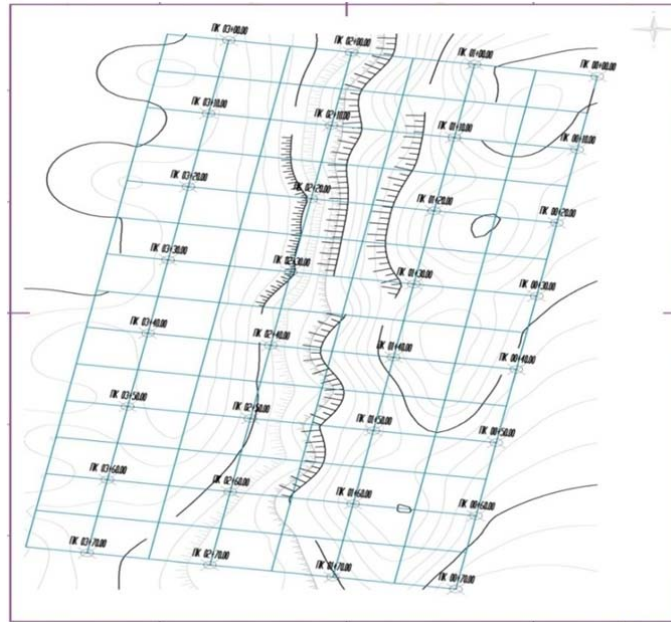 ПК 03+00.00
ПК 02+00.00
ПК 01+00.00
ПК 00+00.00
ПК 03+10.00
ПК 02+10.00
ПК 01+10.00
ПК 00+10.00
ПК 03+20.00
ПК 02+20.00
ПК 01+20.00
ПК 00+20.00
ПК 03+30.00
ПК 02+30.00
ПК 01+30.00
ПК 00+30.00
ПК 03+40.00
ПК 02+40.00
ПК 01+40.00
ПК 00+40.00
ПК 03+50.00
ПК 02+50.00
ПК 01+50.00
ПК 00+50.00
ПК 03+60.00
ПК 02+60.00
ПК 01+60.00
ПК 00+60.00
ПК 03+70.00
ПК 02+70.00
ПК 01+70.00
ПК 00+70.00